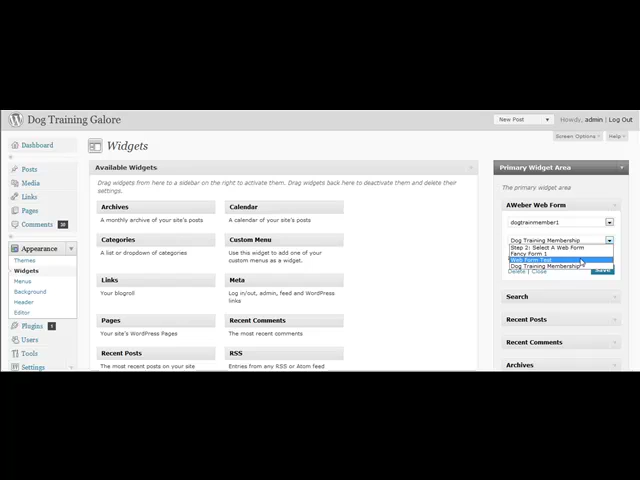 Dog Training Galore
New Post
Howdy, admin | Log Out
Screen Options
Help
Dashboard
Posts
Media
Links
Pages
Comments
Appearance
Themes
Widgets
Menus
Background
Header
Editor
Plugins 1
Users
Tools
Settings
Widgets
Available Widgets
Drag widgets from here to a sidebar on the right to activate them. Drag widgets back here to deactivate them and delete their
settings.
Archives
A monthly archive of your site's posts
Calendar
A calendar of your site's posts
Categories
A list or dropdown of categories
Custom Menu
Use this widget to add one of your
custom menus as a widget.
Links
Your blogroll
Meta
Log in/out, admin, feed and WordPress
links
Pages
Your site's WordPress Pages
Recent Comments
The most recent comments
Recent Posts
The most recent posts on your site
RSS
Entries from any RSS or Atom feed
Primary Widget Area
The primary widget area
AWeber Web Form
dogtrainmember1
Dog Training Membership
Step 2: Select A Web Form
Fancy Form 1
Web Form Test
Dog Training Membership
Delete | Close
Save
Search
Recent Posts
Recent Comments
Archives